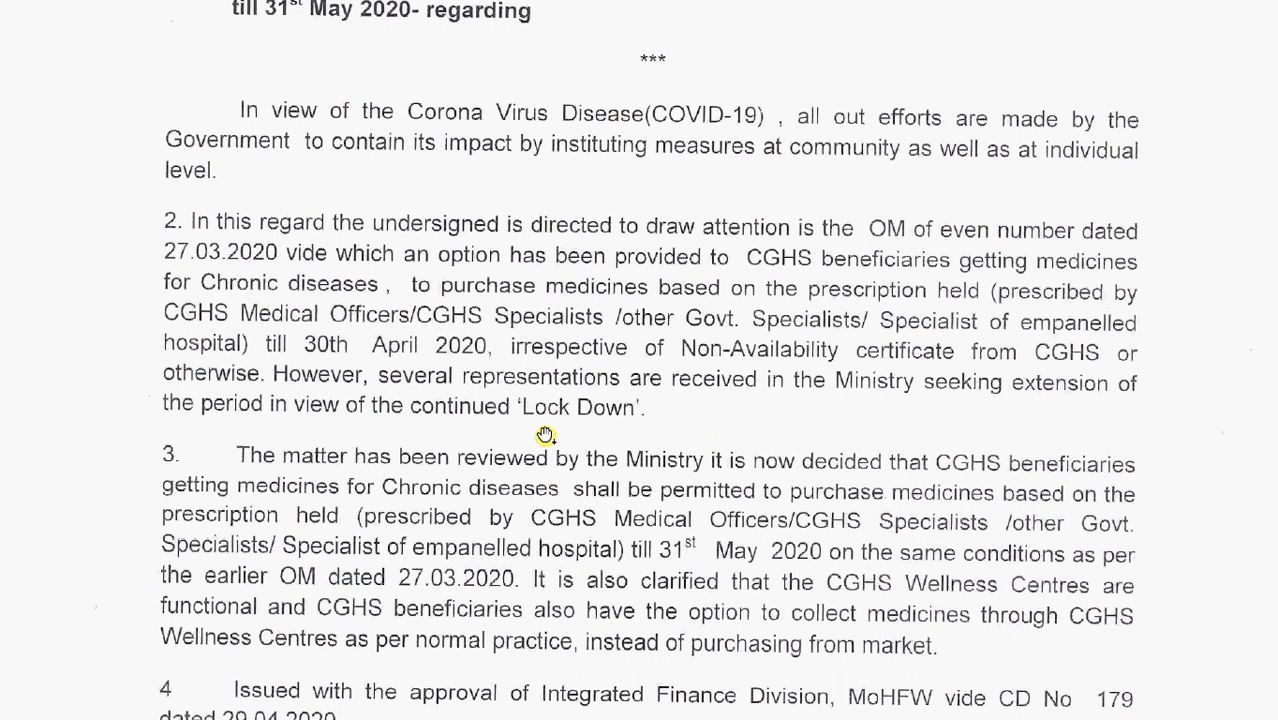 till 31st May 2020- regarding
***
In view of the Corona Virus Disease(COVID-19) , all out efforts are made by the
Government to contain its impact by instituting measures at community as well as at individual
level.
2. In this regard the undersigned is directed to draw attention is the OM of even number dated
27.03.2020 vide which an option has been provided to CGHS beneficiaries getting medicines
for Chronic diseases , to purchase medicines based on the prescription held (prescribed by
CGHS Medical Officers/CGHS Specialists /other Govt. Specialists/ Specialist of empanelled
hospital) till 30th April 2020, irrespective of Non-Availability certificate from CGHS or
otherwise. However, several representations are received in the Ministry seeking extension of
the period in view of the continued ‘Lock Down’.
3. The matter has been reviewed by the Ministry it is now decided that CGHS beneficiaries
getting medicines for Chronic diseases shall be permitted to purchase medicines based on the
prescription held (prescribed by CGHS Medical Officers/CGHS Specialists /other Govt.
Specialists/ Specialist of empanelled hospital) till 31st May 2020 on the same conditions as per
the earlier OM dated 27.03.2020. It is also clarified that the CGHS Wellness Centres are
functional and CGHS beneficiaries also have the option to collect medicines through CGHS
Wellness Centres as per normal practice, instead of purchasing from market.
4 Issued with the approval of Integrated Finance Division, MoHFW vide CD No 179
dated 29.04.2020